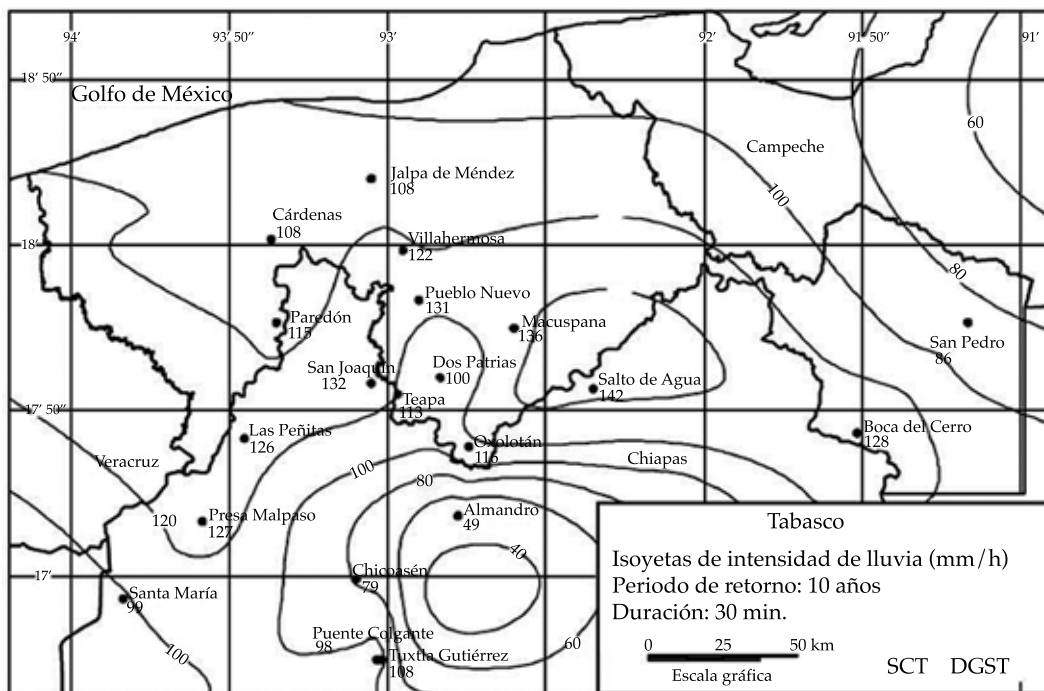 94’
93’ 50’’
93’
92’
91’ 50’’
91’
18’ 50’’
Golfo de México
60
Campeche
100
Jalpa de Méndez
108
Cárdenas
108
Villahermosa
122
18’
80
Pueblo Nuevo
131
Macuspana
136
Paredón
115
San Pedro
86
San Joaquín
132
Dos Patrias
100
Salto de Agua
142
Teapa
113
17’ 50’’
Las Peñitas
126
Oxolotán
116
Boca del Cerro
128
Veracruz
100
80
Chiapas
120
Presa Malpaso
127
Almandro
49
40
17’
Chicoasén
79
Santa María
99
100
Puente Colgante
98
Tuxtla Gutiérrez
108
60
Tabasco
Isoyetas de intensidad de lluvia (mm/h)
Periodo de retorno: 10 años
Duración: 30 min.
0 50 km
Escala gráfica
SCT DGST